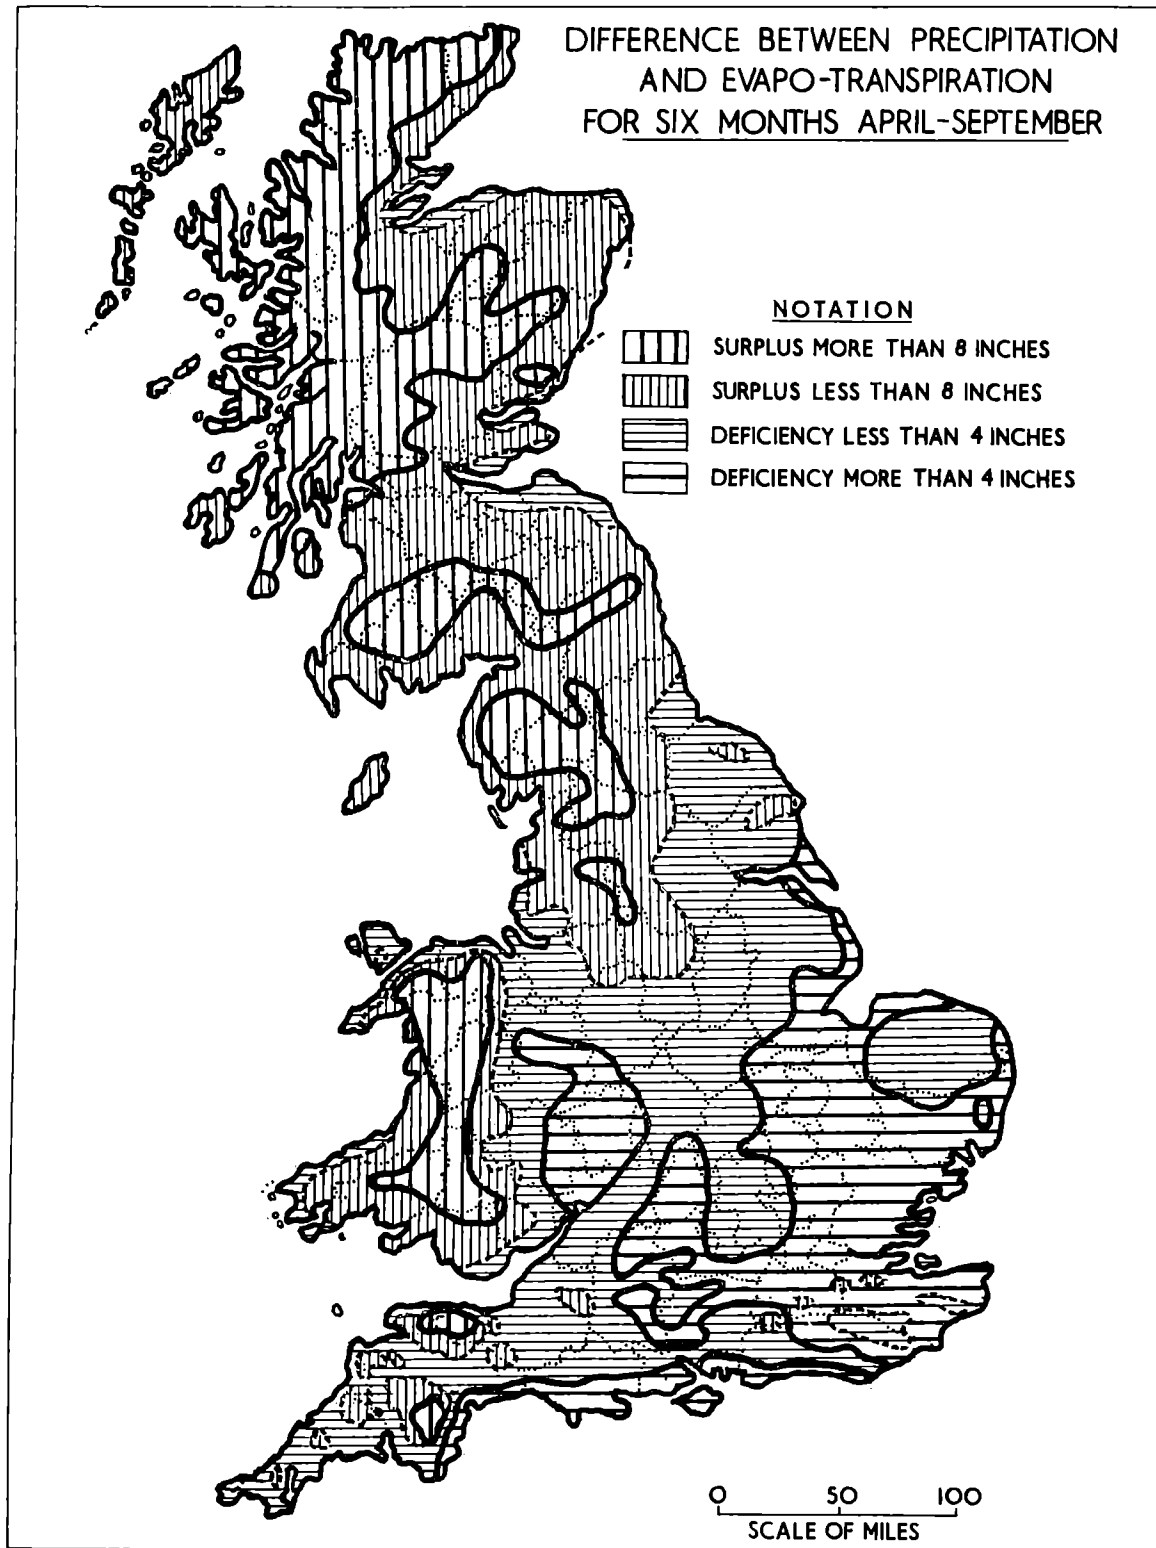 DIFFERENCE BETWEEN PRECIPITATION
AND EVAPO-TRANSPIRATION
FOR SIX MONTHS APRIL-SEPTEMBER
NOTATION
SURPLUS MORE THAN 8 INCHES
SURPLUS LESS THAN 8 INCHES
DEFICIENCY LESS THAN 4 INCHES
DEFICIENCY MORE THAN 4 INCHES
0 50 100
SCALE OF MILES